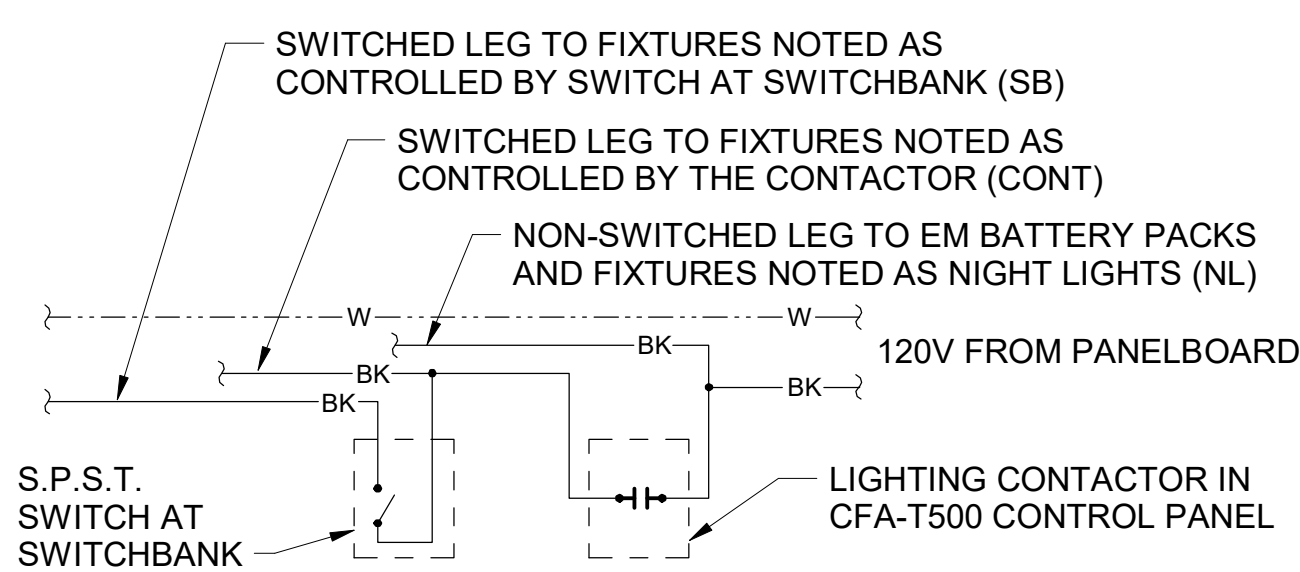 SWITCHED LEG TO FIXTURES NOTED AS
CONTROLLED BY SWITCH AT SWITCHBANK (SB)
SWITCHED LEG TO FIXTURES NOTED AS
CONTROLLED BY THE CONTACTOR (CONT)
NON-SWITCHED LEG TO EM BATTERY PACKS
AND FIXTURES NOTED AS NIGHT LIGHTS (NL)
W W
BK
120V FROM PANELBOARD
BK
BK
BK
S.P.S.T.
SWITCH AT
SWITCHBANK
LIGHTING CONTACTOR IN
CFA-T500 CONTROL PANEL